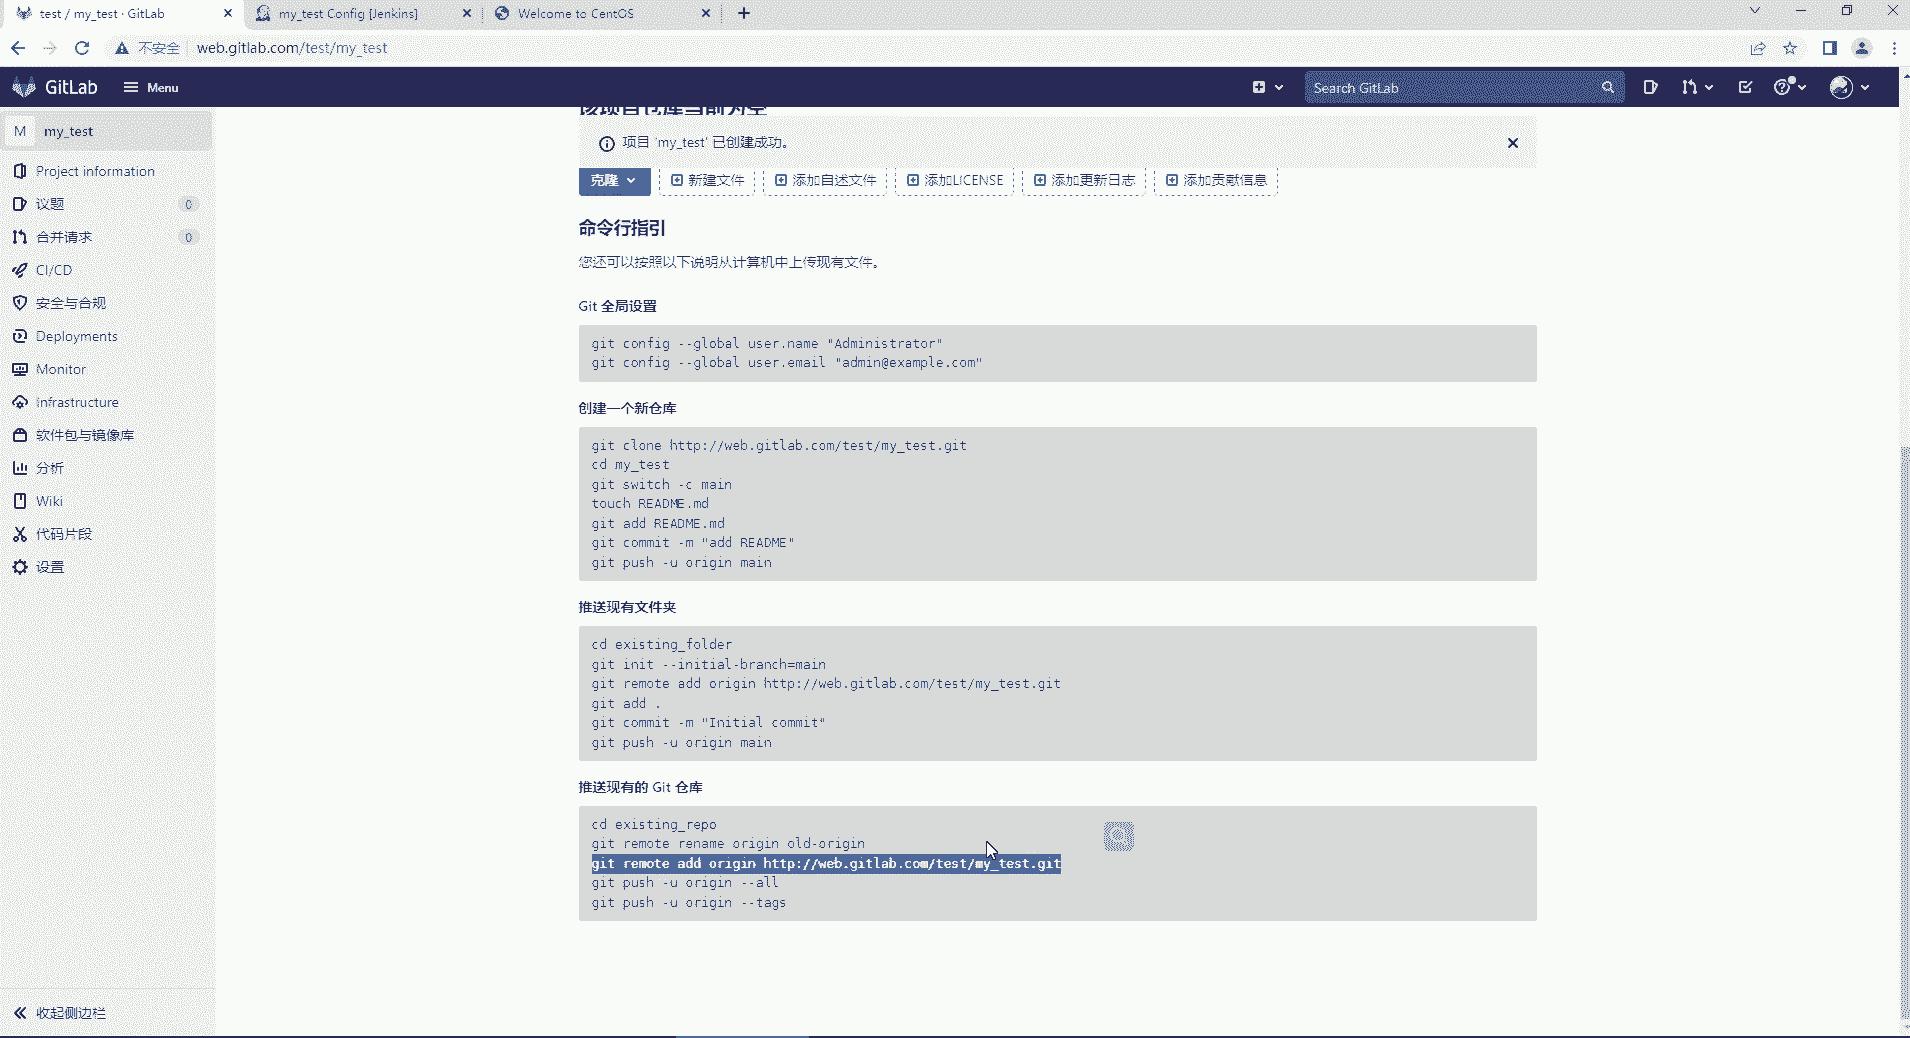 test / my_test · GitLab
my_test Config [Jenkins]
Welcome to CentOS
不安全
web.gitlab.com/test/my_test
GitLab
Menu
Search GitLab
M my_test
Project information
议题 0
合并请求 0
CI/CD
安全与合规
Deployments
Monitor
Infrastructure
软件包与镜像库
分析
Wiki
代码片段
设置
收起侧边栏
该项目仓库当前为空
项目 'my_test' 已创建成功。
克隆
新建文件
添加自述文件
添加LICENSE
添加更新日志
添加贡献信息
命令行指引
您还可以按照以下说明从计算机中上传现有文件。
Git 全局设置
git config --global user.name "Administrator"
git config --global user.email "admin@example.com"
创建一个新仓库
git clone http://web.gitlab.com/test/my_test.git
cd my_test
git switch -c main
touch README.md
git add README.md
git commit -m "add README"
git push -u origin main
推送现有文件夹
cd existing_folder
git init --initial-branch=main
git remote add origin http://web.gitlab.com/test/my_test.git
git add .
git commit -m "Initial commit"
git push -u origin main
推送现有的 Git 仓库
cd existing_repo
git remote rename origin old-origin
git remote add origin http://web.gitlab.com/test/my_test.git
git push -u origin --all
git push -u origin --tags